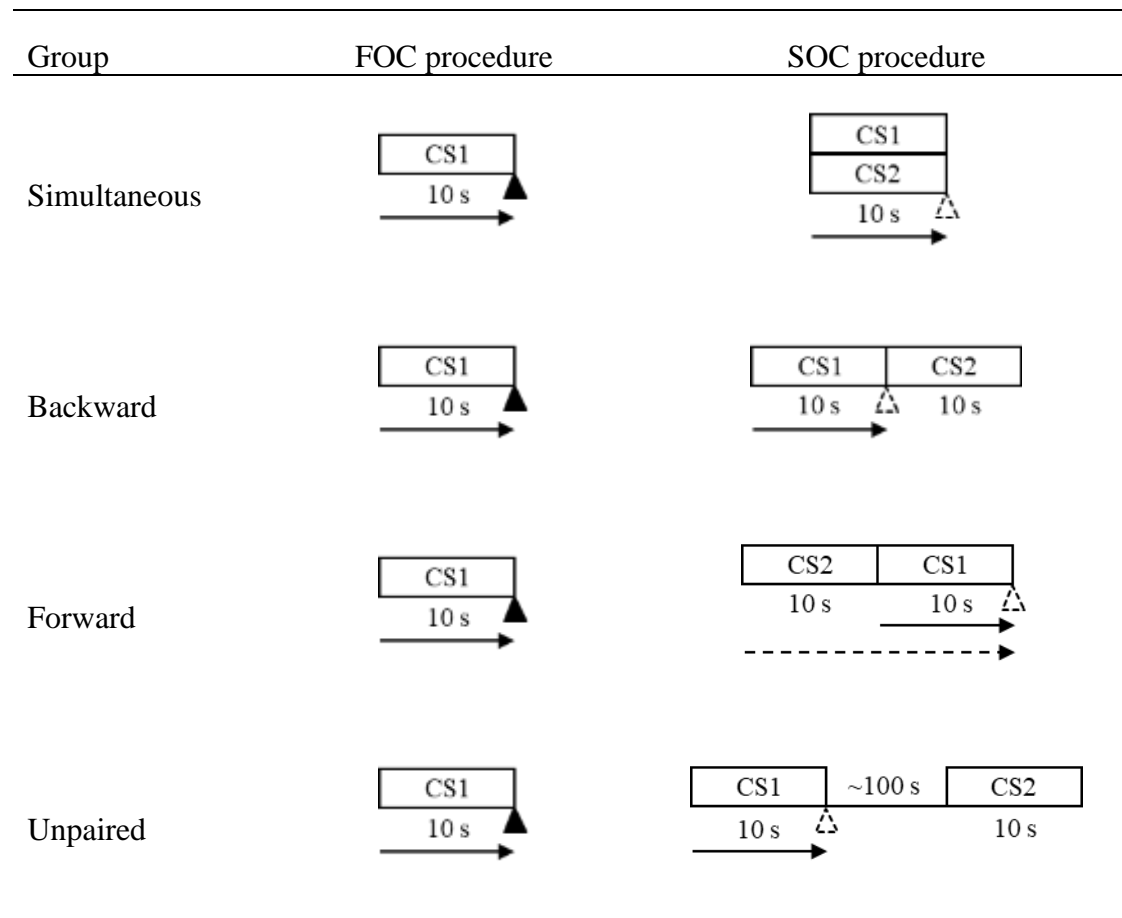 Group FOC procedure SOC procedure
Simultaneous
CS1
10 s
CS1
CS2
10 s
Backward
CS1
10 s
CS1 CS2
10 s 10 s
Forward
CS1
10 s
CS2 CS1
10 s 10 s
Unpaired
CS1
10 s
CS1 ~100 s CS2
10 s 10 s